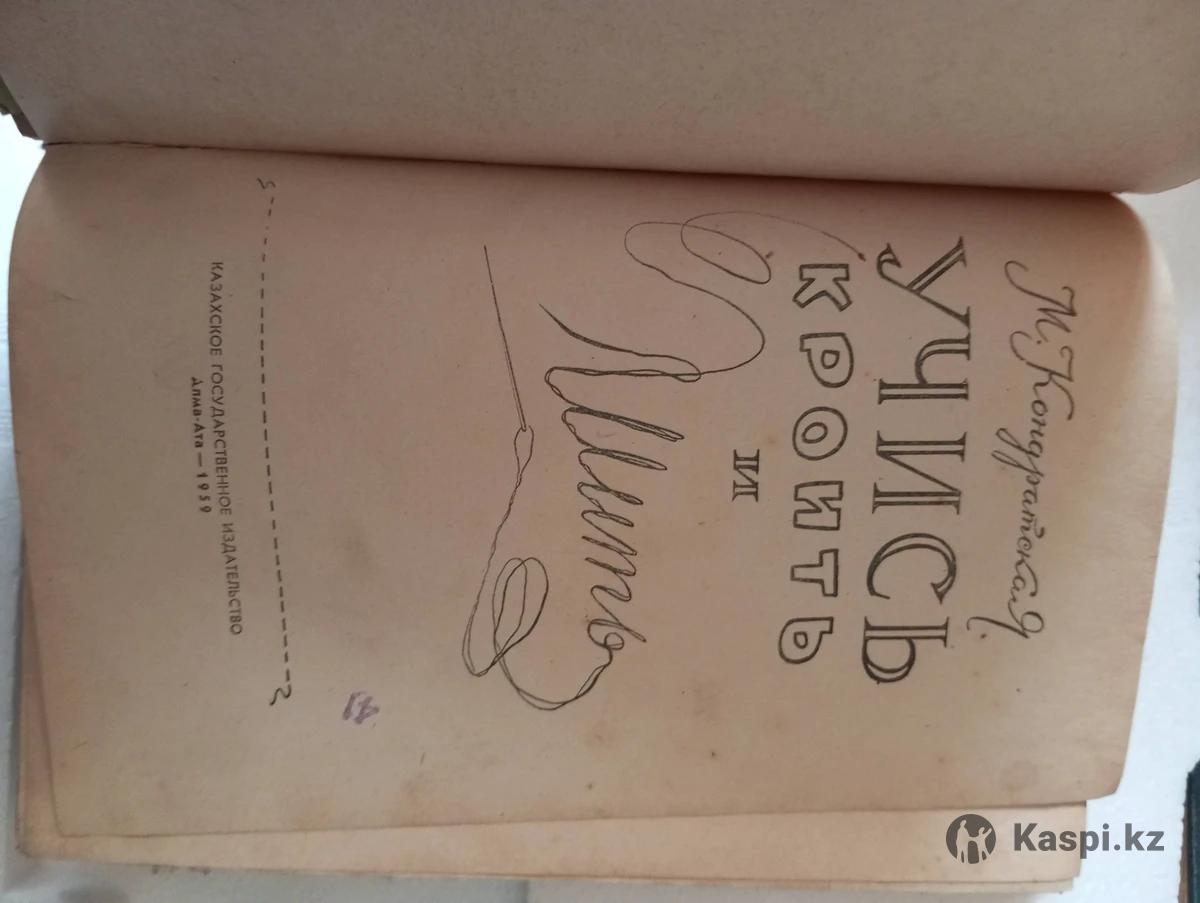 М. Кондратская
УЧИСЬ
КРОИТЬ
И
Шить
КАЗАХСКОЕ ГОСУДАРСТВЕННОЕ ИЗДАТЕЛЬСТВО
Алма-Ата — 1959
Kaspi.kz